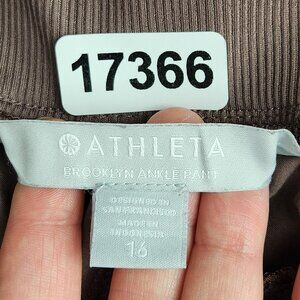 17366
ATHLETA
BROOKLYN ANKLE PANT
DESIGNED IN
SAN FRANCISCO
MADE IN
INDONESIA
16